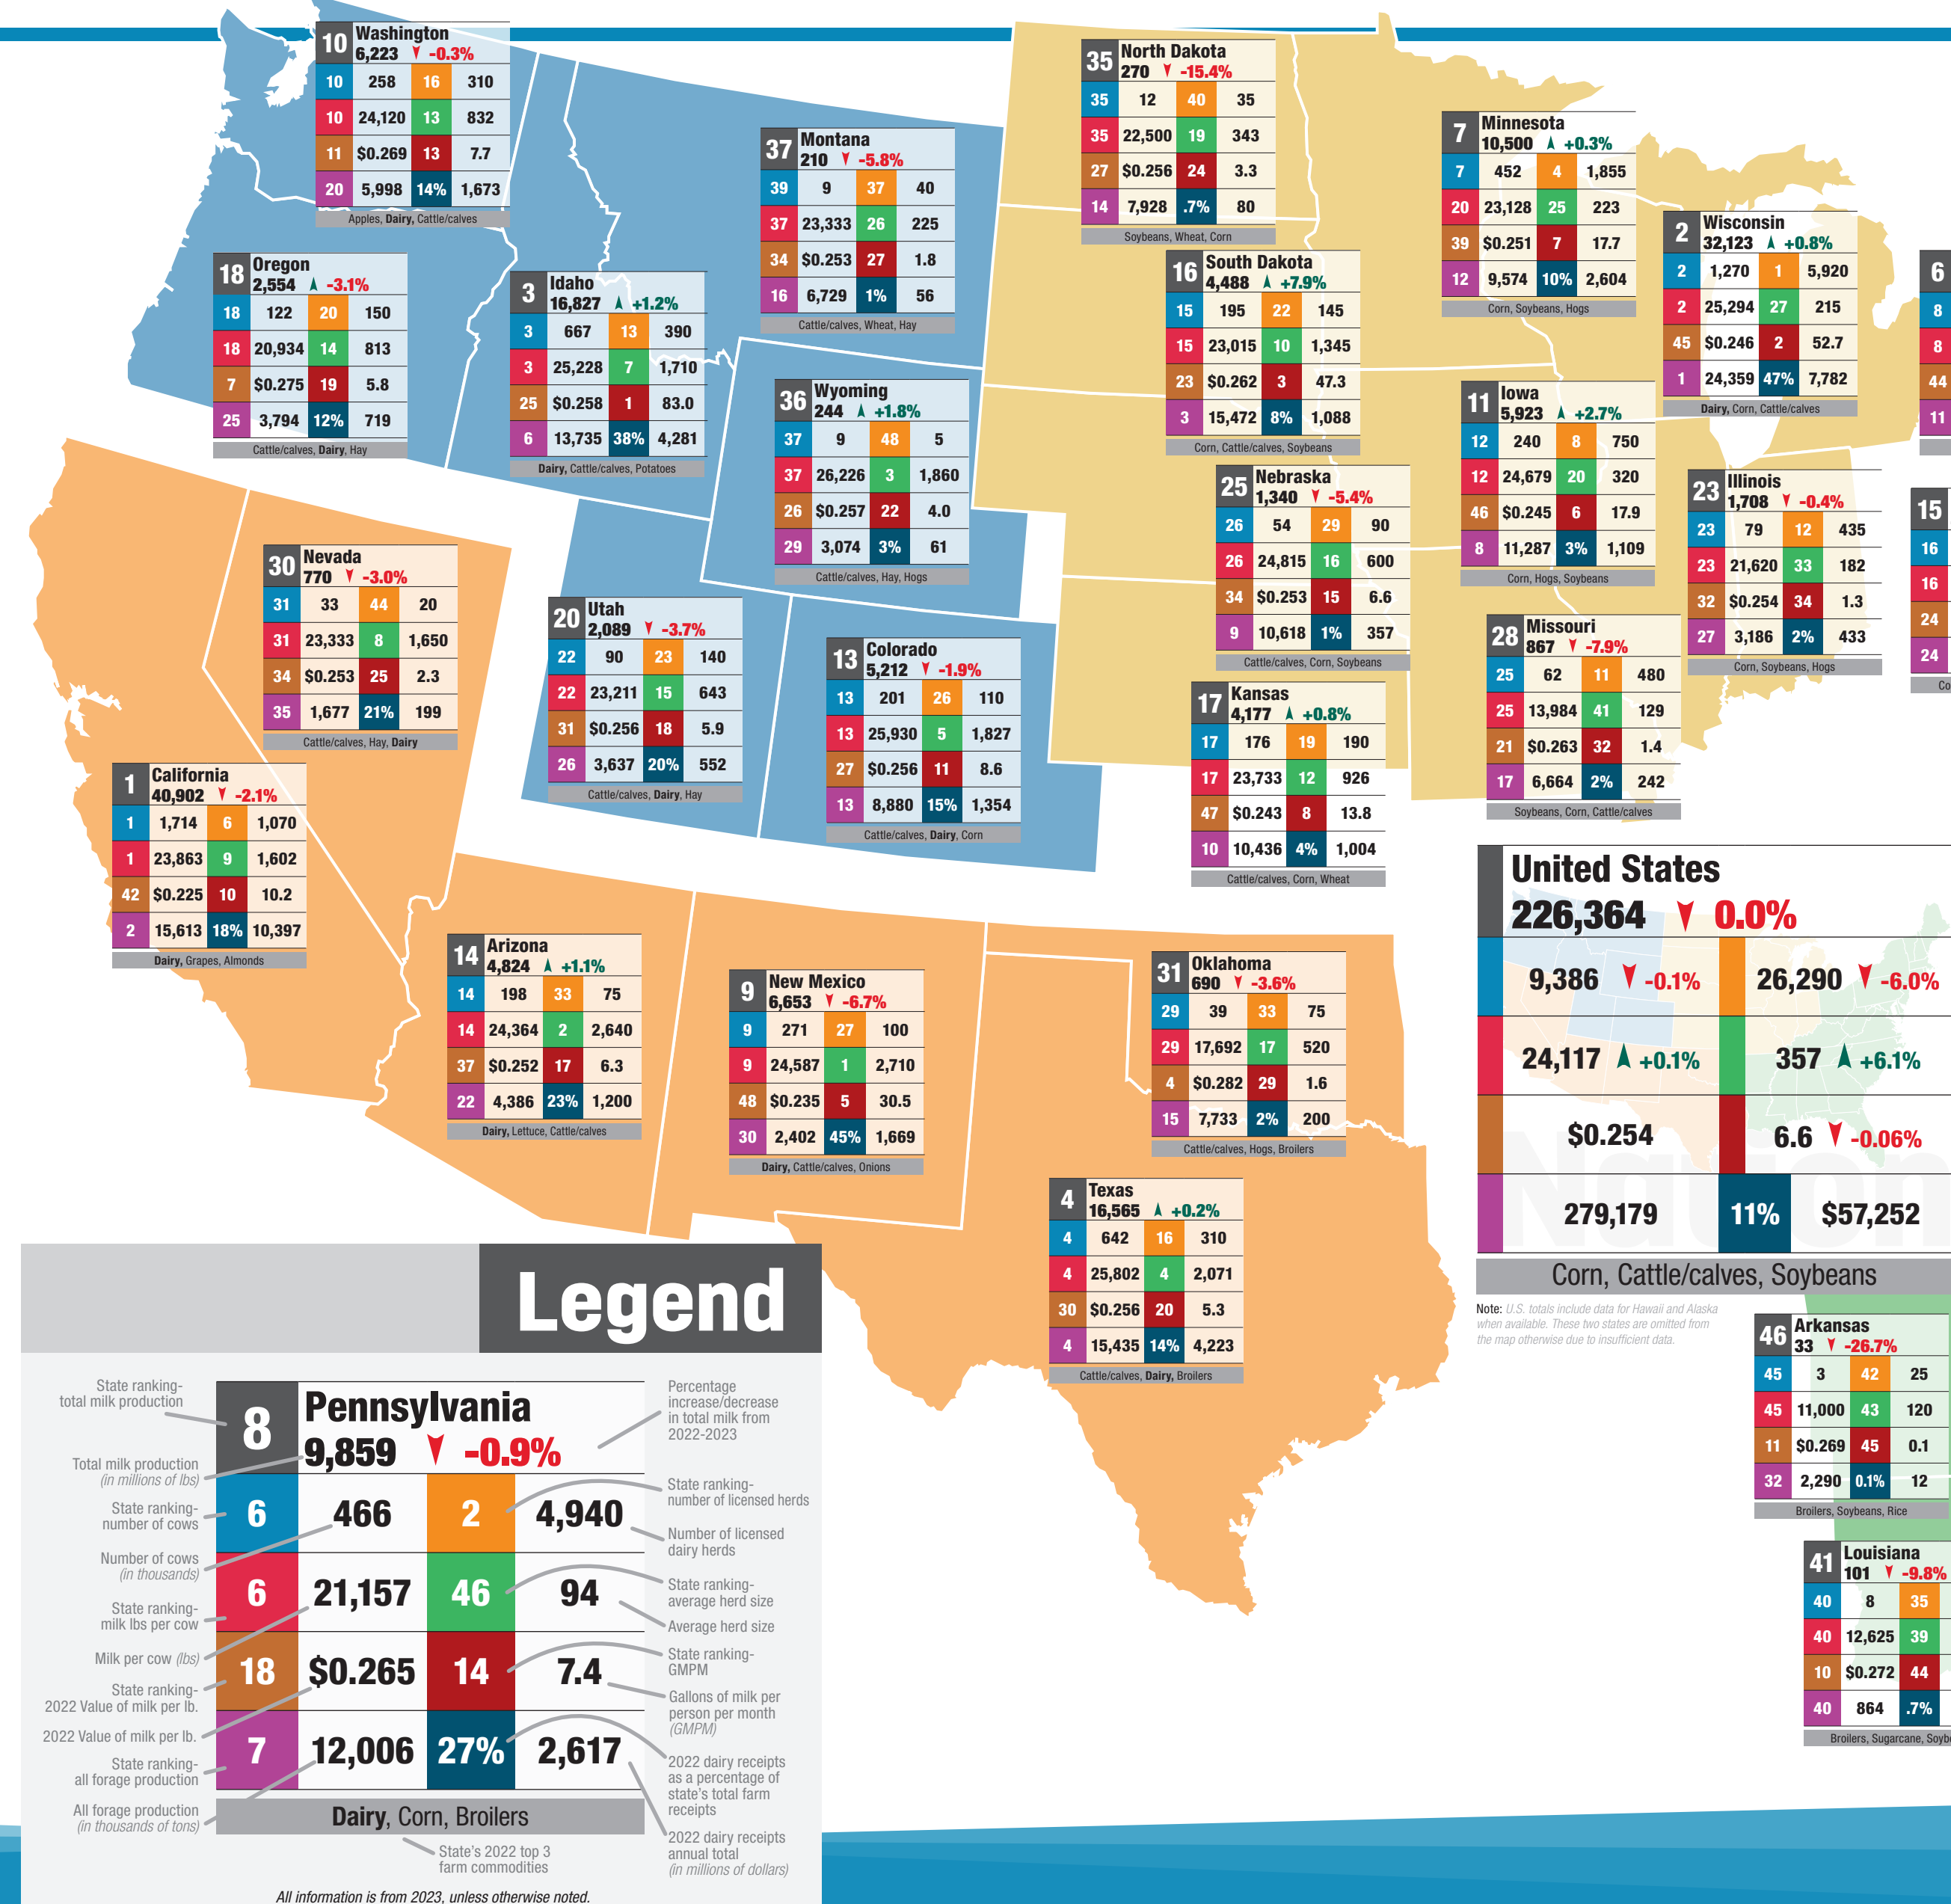 10 Washington
6,223 -0.3%
10 258 16 310
10 24,120 13 832
11 $0.269 13 7.7
20 5,998 14% 1,673
Apples, Dairy, Cattle/calves
18 Oregon
2,554 -3.1%
18 122 20 150
18 20,934 14 813
7 $0.275 19 5.8
25 3,794 12% 719
Cattle/calves, Dairy, Hay
3 Idaho
16,827 +1.2%
3 667 13 390
3 25,228 7 1,710
25 $0.258 1 83.0
6 13,735 38% 4,281
Dairy, Cattle/calves, Potatoes
37 Montana
210 -5.8%
39 9 37 40
37 23,333 26 225
34 $0.253 27 1.8
16 6,729 1% 56
Cattle/calves, Wheat, Hay
36 Wyoming
244 +1.8%
37 9 48 5
37 26,226 3 1,860
26 $0.257 22 4.0
29 3,074 3% 61
Cattle/calves, Hay, Hogs
30 Nevada
770 -3.0%
31 33 44 20
31 23,333 8 1,650
34 $0.253 25 2.3
35 1,677 21% 199
Cattle/calves, Hay, Dairy
20 Utah
2,089 -3.7%
22 90 23 140
22 23,211 15 643
31 $0.256 18 5.9
26 3,637 20% 552
Cattle/calves, Dairy, Hay
13 Colorado
5,212 -1.9%
13 201 26 110
13 25,930 5 1,827
27 $0.256 11 8.6
13 8,880 15% 1,354
Cattle/calves, Dairy, Corn
1 California
40,902 -2.1%
1 1,714 6 1,070
1 23,863 9 1,602
42 $0.225 10 10.2
2 15,613 18% 10,397
Dairy, Grapes, Almonds
14 Arizona
4,824 +1.1%
14 198 33 75
14 24,364 2 2,640
37 $0.252 17 6.3
22 4,386 23% 1,200
Dairy, Lettuce, Cattle/calves
9 New Mexico
6,653 -6.7%
9 271 27 100
9 24,587 1 2,710
48 $0.235 5 30.5
30 2,402 45% 1,669
Dairy, Cattle/calves, Onions
35 North Dakota
270 -15.4%
35 12 40 35
35 22,500 19 343
27 $0.256 24 3.3
14 7,928 .7% 80
Soybeans, Wheat, Corn
16 South Dakota
4,488 +7.9%
15 195 22 145
15 23,015 10 1,345
23 $0.262 3 47.3
3 15,472 8% 1,088
Corn, Cattle/calves, Soybeans
25 Nebraska
1,340 -5.4%
26 54 29 90
26 24,815 16 600
34 $0.253 15 6.6
9 10,618 1% 357
Cattle/calves, Corn, Soybeans
17 Kansas
4,177 +0.8%
17 176 19 190
17 23,733 12 926
47 $0.243 8 13.8
10 10,436 4% 1,004
Cattle/calves, Corn, Wheat
31 Oklahoma
690 -3.6%
29 39 33 75
29 17,692 17 520
4 $0.282 29 1.6
15 7,733 2% 200
Cattle/calves, Hogs, Broilers
4 Texas
16,565 +0.2%
4 642 16 310
4 25,802 4 2,071
30 $0.256 20 5.3
4 15,435 14% 4,223
Cattle/calves, Dairy, Broilers
7 Minnesota
10,500 +0.3%
7 452 4 1,855
20 23,128 25 223
39 $0.251 7 17.7
12 9,574 10% 2,604
Corn, Soybeans, Hogs
2 Wisconsin
32,123 +0.8%
2 1,270 1 5,920
2 25,294 27 215
45 $0.246 2 52.7
1 24,359 47% 7,782
Dairy, Corn, Cattle/calves
11 Iowa
5,923 +2.7%
12 240 8 750
12 24,679 20 320
46 $0.245 6 17.9
8 11,287 3% 1,109
Corn, Hogs, Soybeans
23 Illinois
1,708 -0.4%
23 79 12 435
23 21,620 33 182
32 $0.254 34 1.3
27 3,186 2% 433
Corn, Soybeans, Hogs
28 Missouri
867 -7.9%
25 62 11 480
25 13,984 41 129
21 $0.263 32 1.4
17 6,664 2% 242
Soybeans, Corn, Cattle/calves
6
8
8
44
11
15
16
16
24
24
Co
United States
226,364 0.0%
9,386 -0.1% 26,290 -6.0%
24,117 +0.1% 357 +6.1%
$0.254 6.6 -0.06%
279,179 11% $57,252
Nation
Corn, Cattle/calves, Soybeans
Note: U.S. totals include data for Hawaii and Alaska
when available. These two states are omitted from
the map otherwise due to insufficient data.
46 Arkansas
33 -26.7%
45 3 42 25
45 11,000 43 120
11 $0.269 45 0.1
32 2,290 0.1% 12
Broilers, Soybeans, Rice
41 Louisiana
101 -9.8%
40 8 35
40 12,625 39
10 $0.272 44
40 864 .7%
Broilers, Sugarcane, Soyb
Legend
8 Pennsylvania
9,859 -0.9%
6 466 2 4,940
6 21,157 46 94
18 $0.265 14 7.4
7 12,006 27% 2,617
Dairy, Corn, Broilers
State ranking-
total milk production
Total milk production
(in millions of lbs)
State ranking-
number of cows
Number of cows
(in thousands)
State ranking-
milk lbs per cow
Milk per cow (lbs)
State ranking-
2022 Value of milk per lb.
2022 Value of milk per lb.
State ranking-
all forage production
All forage production
(in thousands of tons)
Percentage
increase/decrease
in total milk from
2022-2023
State ranking-
number of licensed herds
Number of licensed
dairy herds
State ranking-
average herd size
Average herd size
State ranking-
GMPM
Gallons of milk per
person per month
(GMPM)
2022 dairy receipts
as a percentage of
state's total farm
receipts
2022 dairy receipts
annual total
(in millions of dollars)
State's 2022 top 3
farm commodities
All information is from 2023, unless otherwise noted.